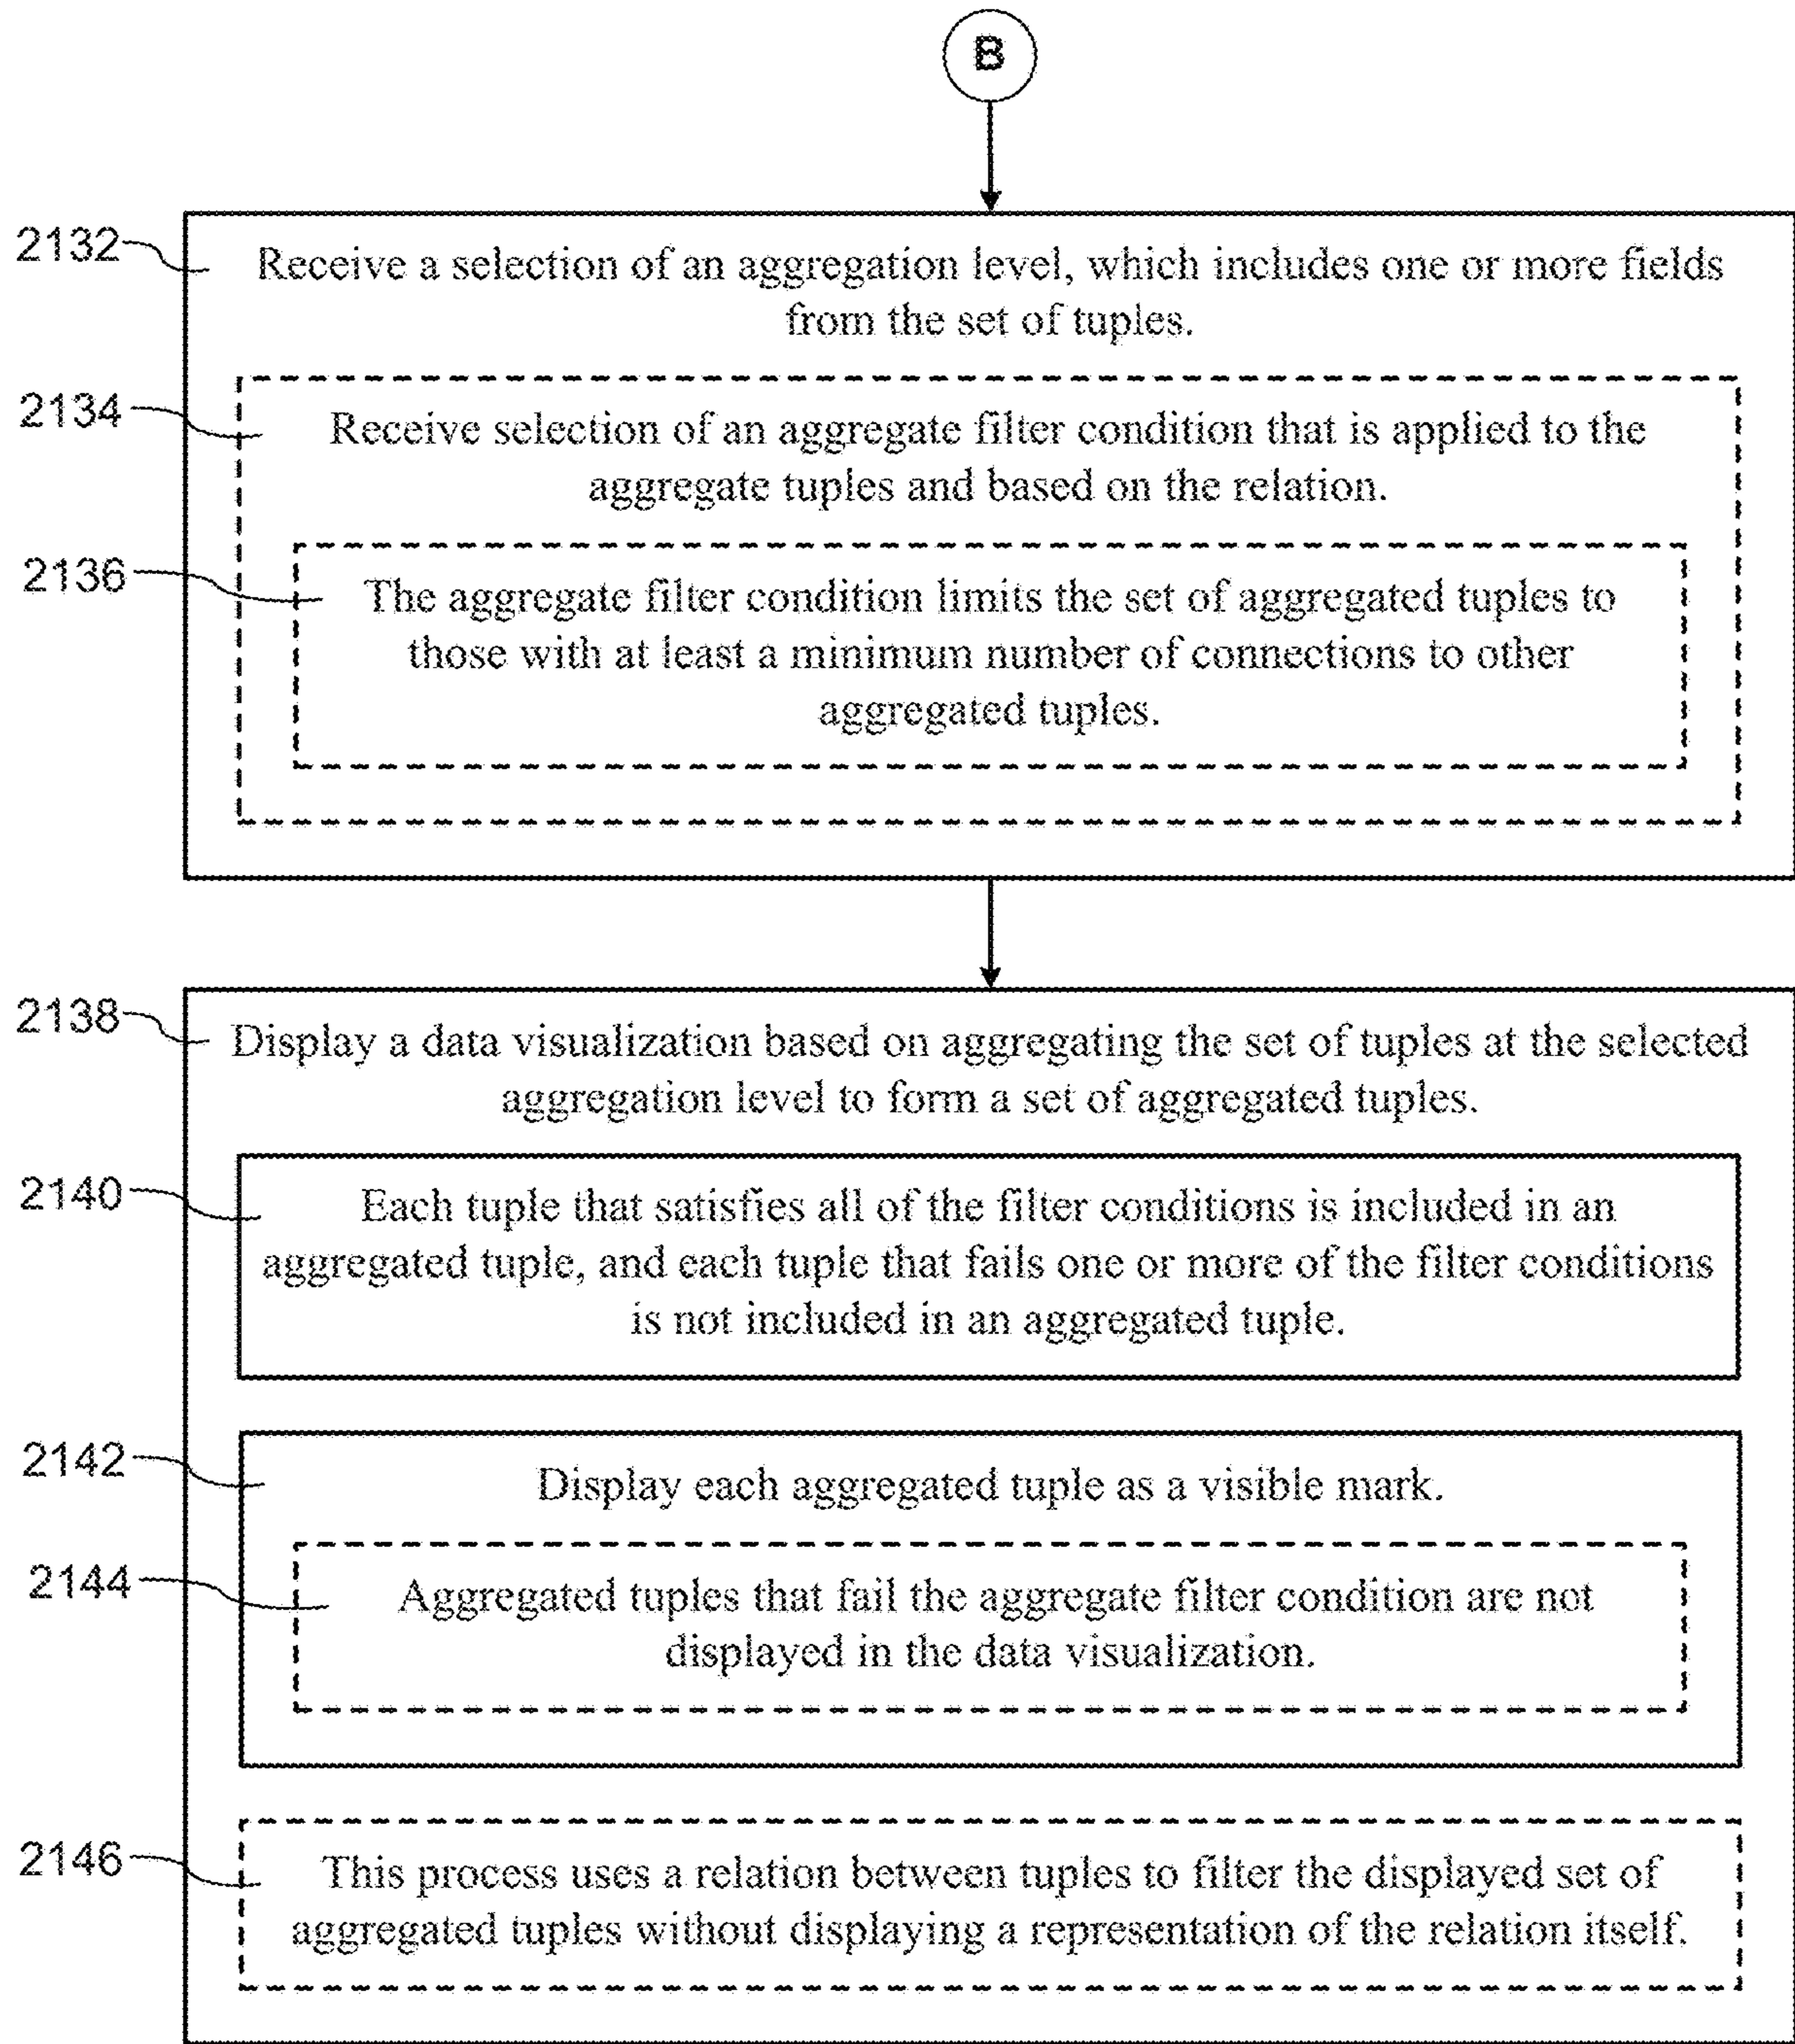 B
2132
Receive a selection of an aggregation level, which includes one or more fields
from the set of tuples.
2134
Receive selection of an aggregate filter condition that is applied to the
aggregate tuples and based on the relation.
2136
The aggregate filter condition limits the set of aggregated tuples to
those with at least a minimum number of connections to other
aggregated tuples.
2138
Display a data visualization based on aggregating the set of tuples at the selected
aggregation level to form a set of aggregated tuples.
2140
Each tuple that satisfies all of the filter conditions is included in an
aggregated tuple, and each tuple that fails one or more of the filter conditions
is not included in an aggregated tuple.
2142
Display each aggregated tuple as a visible mark.
2144
Aggregated tuples that fail the aggregate filter condition are not
displayed in the data visualization.
2146
This process uses a relation between tuples to filter the displayed set of
aggregated tuples without displaying a representation of the relation itself.